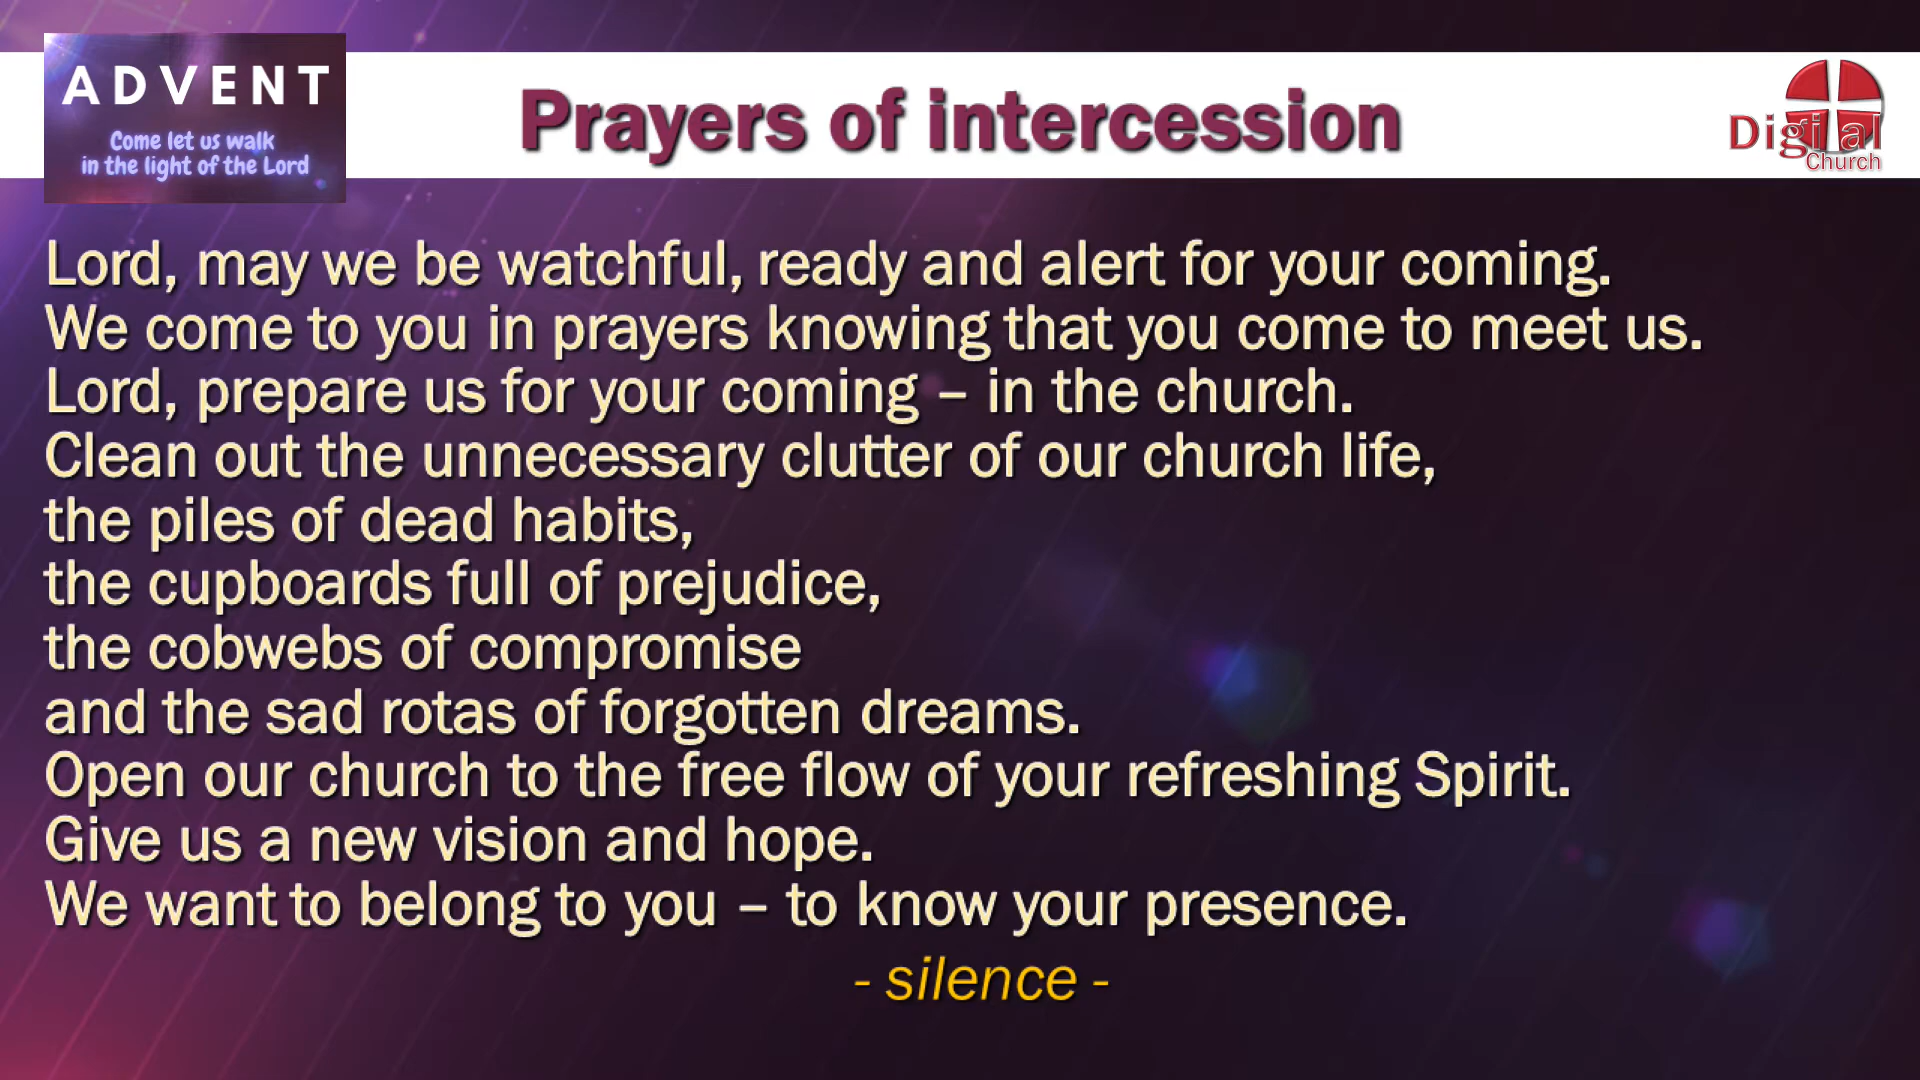 ADVENT
Come let us walk
in the light of the Lord
Prayers of intercession
Digital
Church
Lord, may we be watchful, ready and alert for your coming.
We come to you in prayers knowing that you come to meet us.
Lord, prepare us for your coming – in the church.
Clean out the unnecessary clutter of our church life,
the piles of dead habits,
the cupboards full of prejudice,
the cobwebs of compromise
and the sad rotas of forgotten dreams.
Open our church to the free flow of your refreshing Spirit.
Give us a new vision and hope.
We want to belong to you – to know your presence.
- silence -